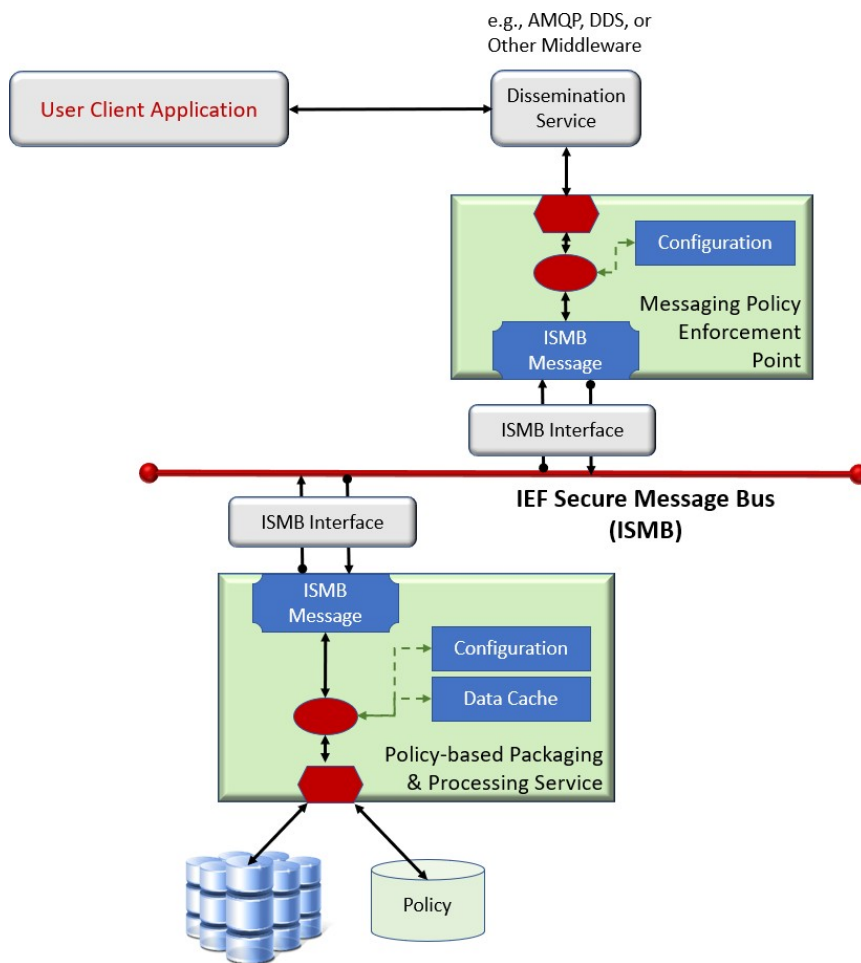 e.g., AMQP, DDS, or
Other Middleware
User Client Application
Dissemination
Service
Configuration
Messaging Policy
Enforcement
Point
ISMB
Message
ISMB Interface
IEF Secure Message Bus
(ISMB)
ISMB Interface
ISMB
Message
Configuration
Data Cache
Policy-based Packaging
& Processing Service
Policy